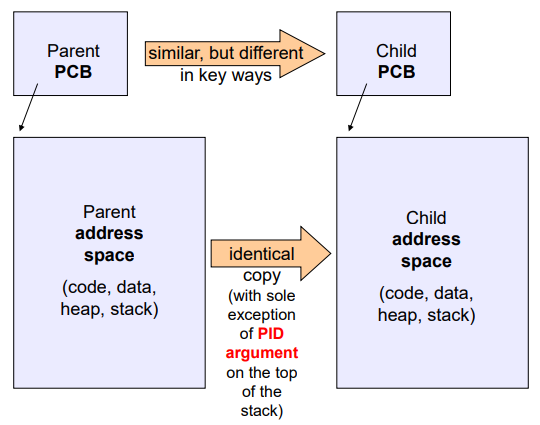 Parent
PCB
similar, but different
in key ways
Child
PCB
Parent
address
space
(code, data,
heap, stack)
identical
copy
(with sole
exception
of PID
argument
on the top
of the
stack)
Child
address
space
(code, data,
heap, stack)